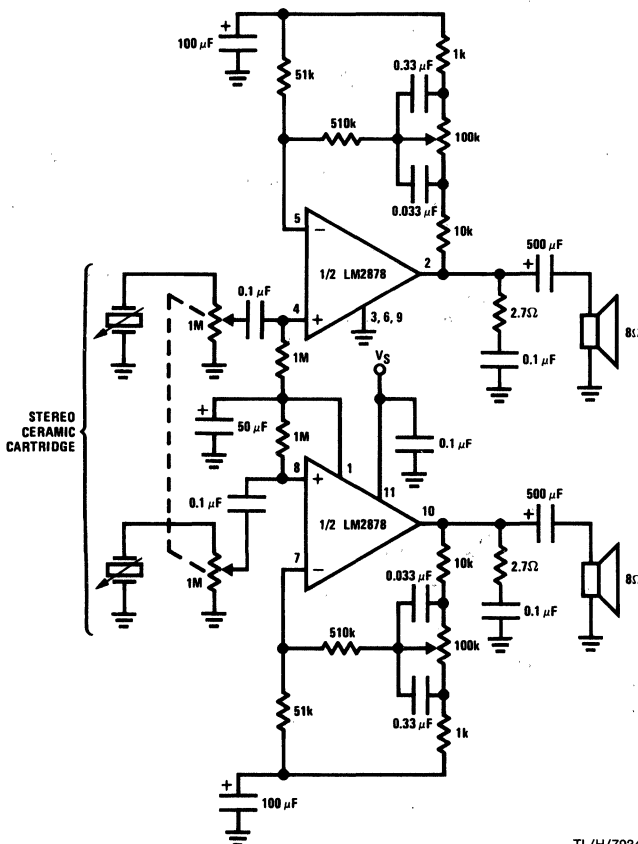 100 μF
+
51k
1k
0.33 μF
510k
100k
0.033 μF
10k
5
−
1/2 LM2878
2
+
500 μF
0.1 μF
4
+
3, 6, 9
2.7Ω
8Ω
1M
1M
0.1 μF
VS
STEREO
CERAMIC
CARTRIDGE
+
50 μF
1M
1
0.1 μF
8
+
11
0.1 μF
1/2 LM2878
10
+
500 μF
7
−
10k
2.7Ω
8Ω
1M
0.033 μF
0.1 μF
510k
100k
51k
0.33 μF
1k
+
100 μF